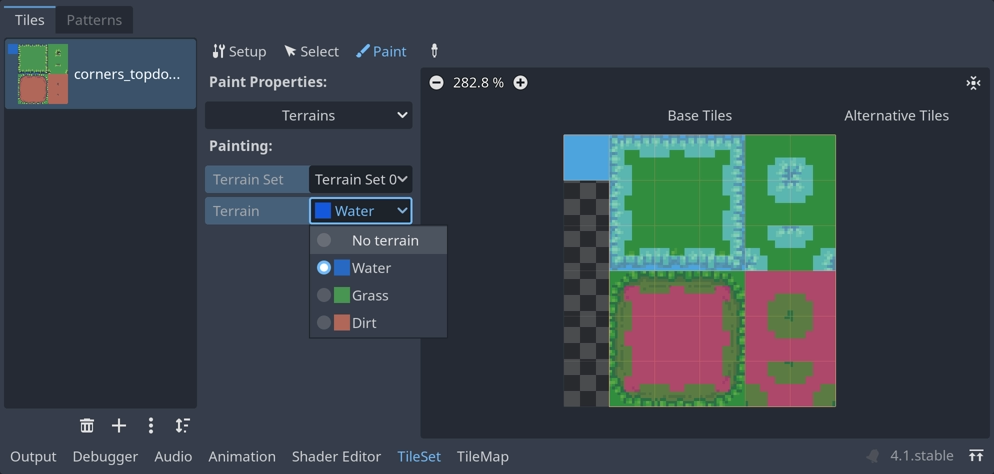 Tiles Patterns
corners_topdo...
Setup Select Paint
Paint Properties:
Terrains
Painting:
Terrain Set Terrain Set 0
Terrain Water
No terrain
Water
Grass
Dirt
282.8 %
Base Tiles Alternative Tiles
Output Debugger Audio Animation Shader Editor TileSet TileMap 4.1.stable